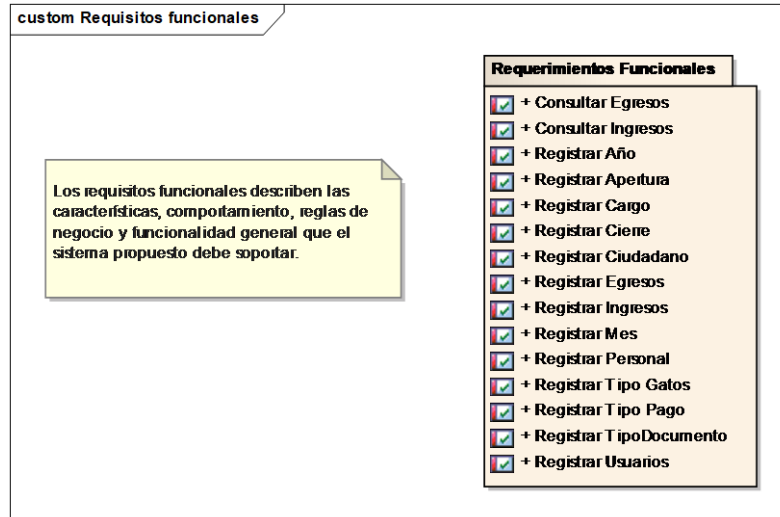 custom Requisitos funcionales
Requerimientos Funcionales
+ Consultar Egresos
+ Consultar Ingresos
+ Registrar Año
+ Registrar Apertura
+ Registrar Cargo
+ Registrar Cierre
+ Registrar Ciudadano
+ Registrar Egresos
+ Registrar Ingresos
+ Registrar Mes
+ Registrar Personal
+ Registrar Tipo Gatos
+ Registrar Tipo Pago
+ Registrar TipoDocumento
+ Registrar Usuarios
Los requisitos funcionales describen las
características, comportamiento, reglas de
negocio y funcionalidad general que el
sistema propuesto debe soportar.